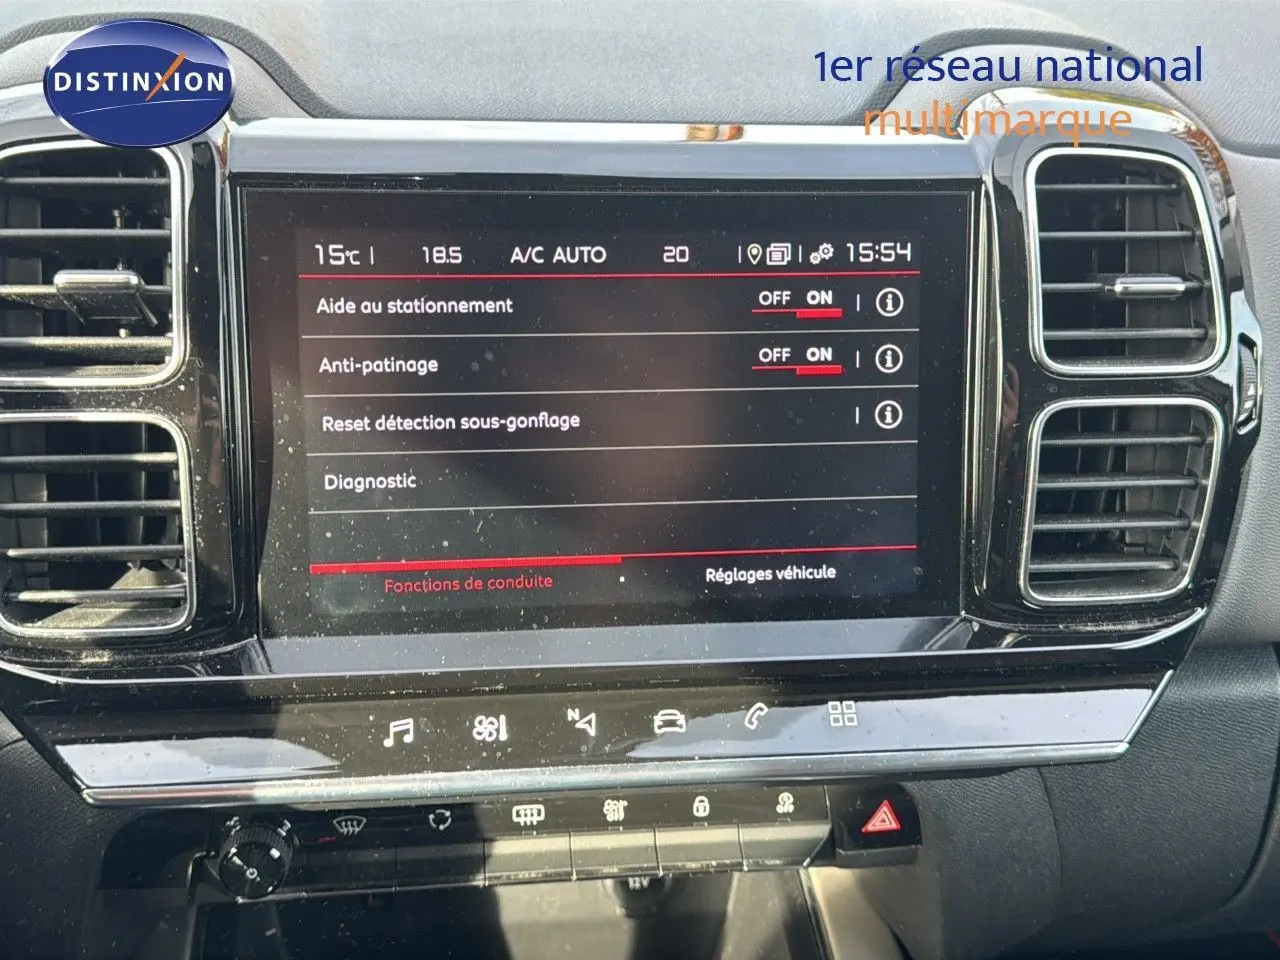 DISTINXION
1er réseau national
multimarque
15°C | 18.5 A/C AUTO 20 15:54
Aide au stationnement OFF ON
Anti-patinage OFF ON
Reset détection sous-gonflage
Diagnostic
Fonctions de conduite Réglages véhicule
N
12V